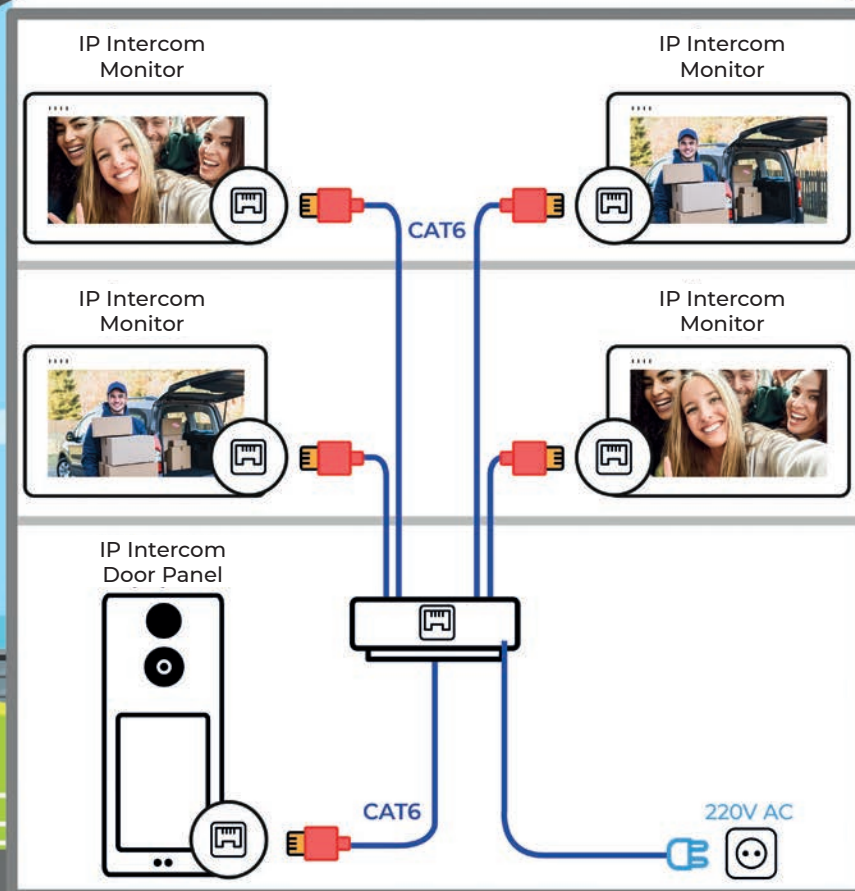 IP Intercom
Monitor
IP Intercom
Monitor
CAT6
IP Intercom
Monitor
IP Intercom
Monitor
IP Intercom
Door Panel
CAT6
220V AC